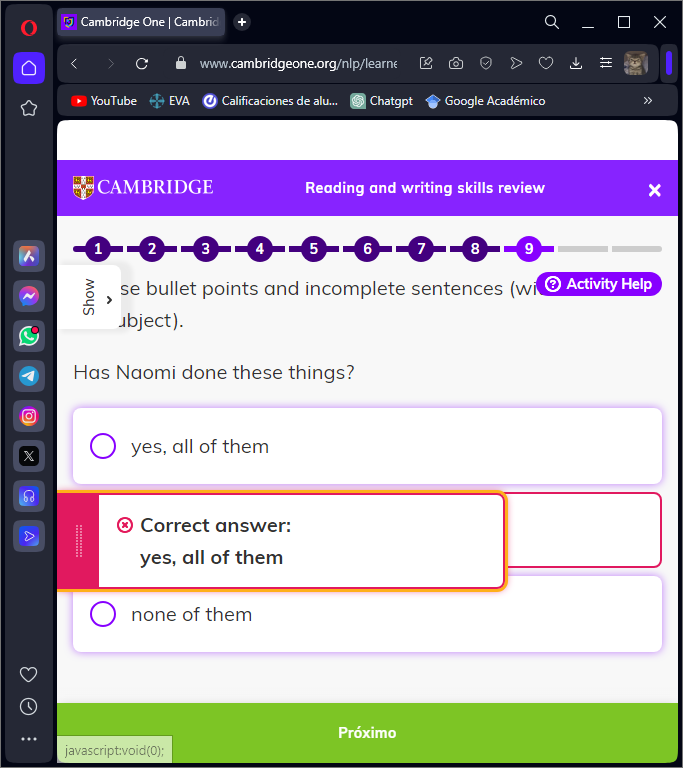 Cambridge One | Cambrid
www.cambridgeone.org/nlp/learne
YouTube EVA Calificaciones de alu... Chatgpt Google Académico »
CAMBRIDGE Reading and writing skills review
1 2 3 4 5 6 7 8 9
Show
se bullet points and incomplete sentences (wi
Activity Help
bject).
Has Naomi done these things?
yes, all of them
Correct answer:
yes, all of them
none of them
Próximo
javascript:void(0);